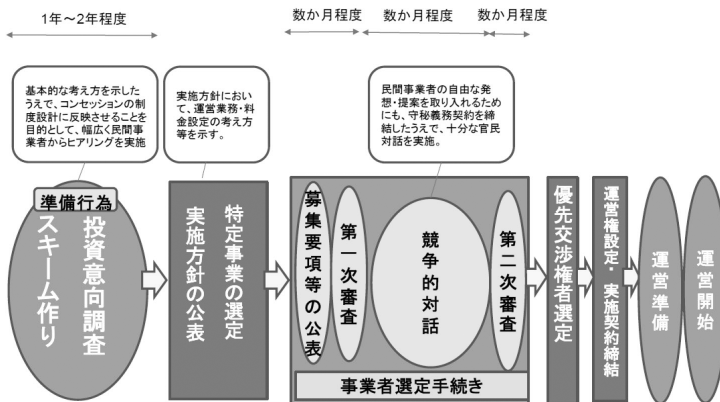 1年～2年程度
数か月程度
数か月程度
数か月程度
基本的な考え方を示した
うえで、コンセッションの制
度設計に反映させることを
目的として、幅広く民間事
業者からヒアリングを実施
実施方針におい
て、運営業務・料
金設定の考え方
等を示す。
民間事業者の自由な発
想・提案を取り入れるため
にも、守秘義務契約を締
結したうえで、十分な官民
対話を実施。
準備行為
投資意向調査
スキーム作り
特定事業の選定
実施方針の公表
募集要項等の公表
第一次審査
競争的対話
第二次審査
事業者選定手続き
優先交渉権者選定
運営権設定・実施契約締結
運営準備
運営開始